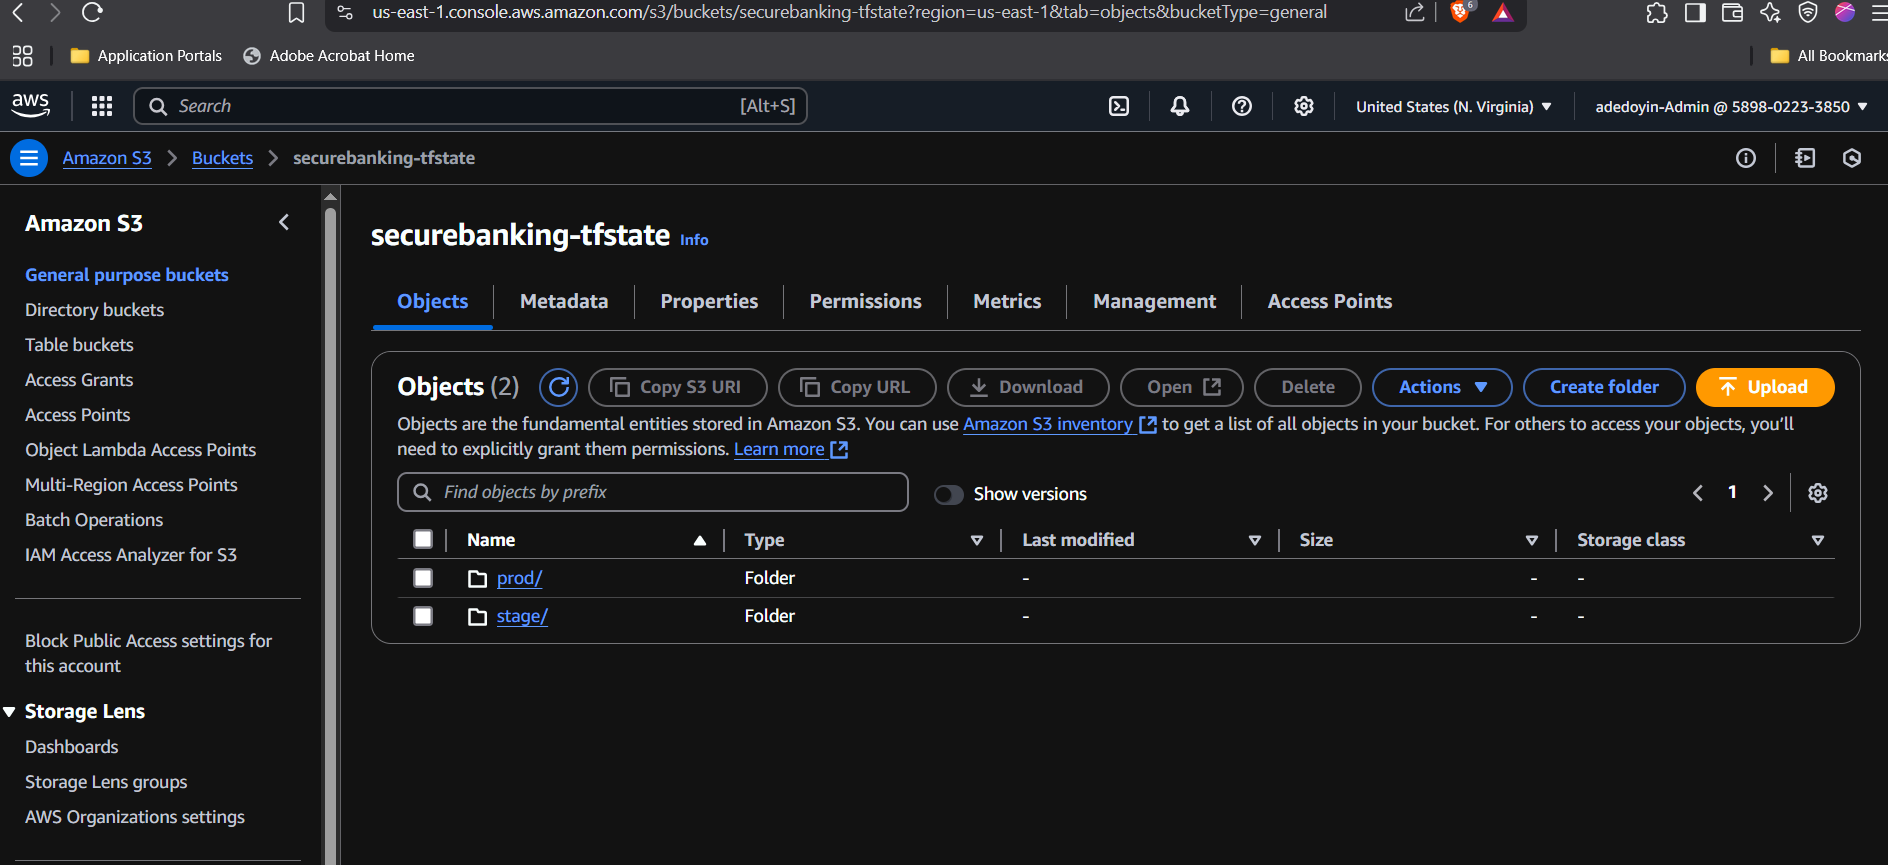 us-east-1.console.aws.amazon.com/s3/buckets/securebanking-tfstate?region=us-east-1&tab=objects&bucketType=general
6
Application Portals
Adobe Acrobat Home
All Bookmarks
aws
Search
[Alt+S]
United States (N. Virginia)
adedoyin-Admin @ 5898-0223-3850
Amazon S3 > Buckets > securebanking-tfstate
Amazon S3
General purpose buckets
Directory buckets
Table buckets
Access Grants
Access Points
Object Lambda Access Points
Multi-Region Access Points
Batch Operations
IAM Access Analyzer for S3
Block Public Access settings for
this account
Storage Lens
Dashboards
Storage Lens groups
AWS Organizations settings
securebanking-tfstate Info
Objects Metadata Properties Permissions Metrics Management Access Points
Objects (2) Copy S3 URI Copy URL Download Open Delete Actions Create folder Upload
Objects are the fundamental entities stored in Amazon S3. You can use Amazon S3 inventory to get a list of all objects in your bucket. For others to access your objects, you'll
need to explicitly grant them permissions. Learn more
Find objects by prefix
Show versions
1
Name Type Last modified Size Storage class
prod/ Folder - - -
stage/ Folder - - -